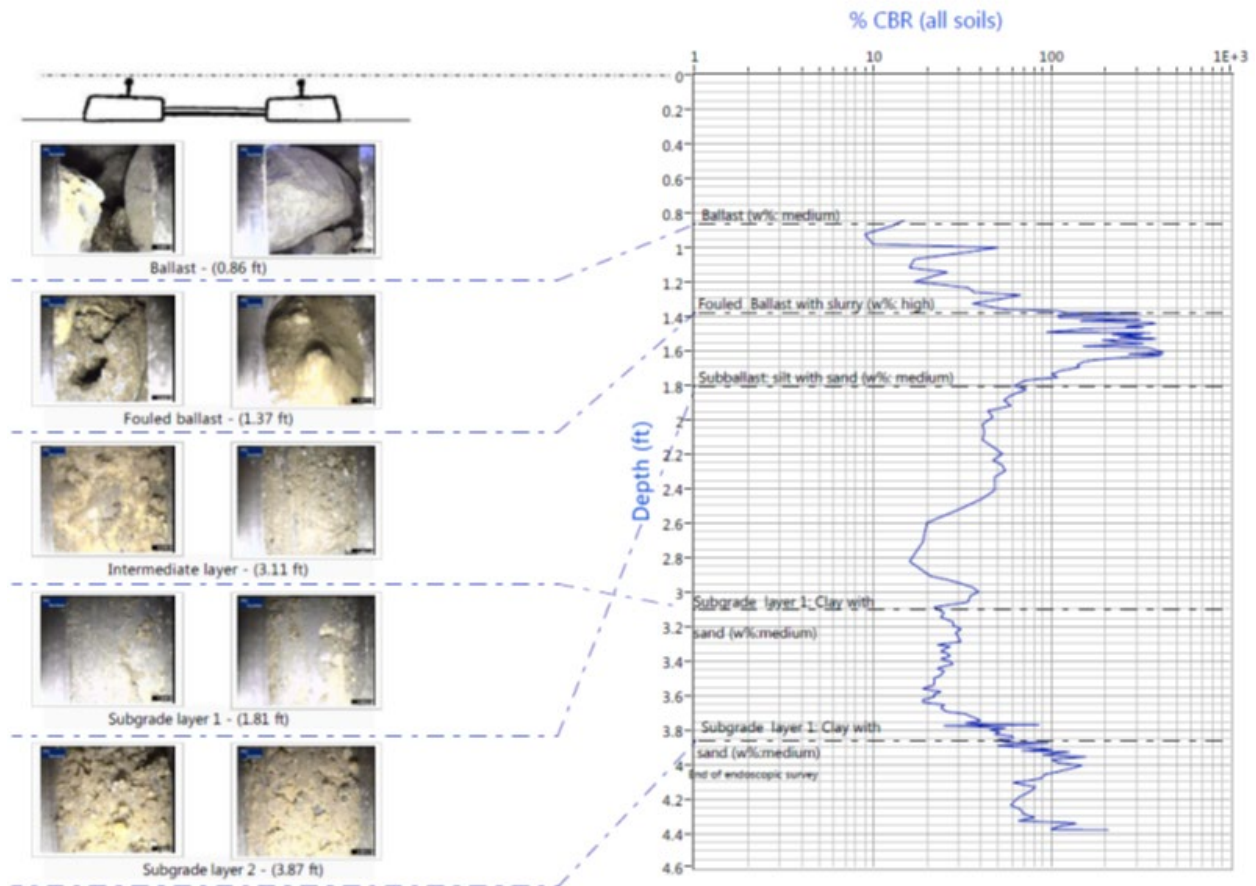 % CBR (all soils)
1
10
100
1E+3
0
0.2
0.4
0.6
0.8
1
1.2
1.4
1.6
1.8
2
2.2
2.4
2.6
2.8
3
3.2
3.4
3.6
3.8
4
4.2
4.4
4.6
Depth (ft)
Ballast (w%: medium)
Fouled Ballast with slurry (w%: high)
Subballast: silt with sand (w%: medium)
Subgrade layer 1: Clay with
sand (w%:medium)
Subgrade layer 1: Clay with
sand (w%:medium)
End of endoscopic survey
Ballast - (0.86 ft)
Fouled ballast - (1.37 ft)
Intermediate layer - (3.11 ft)
Subgrade layer 1 - (1.81 ft)
Subgrade layer 2 - (3.87 ft)